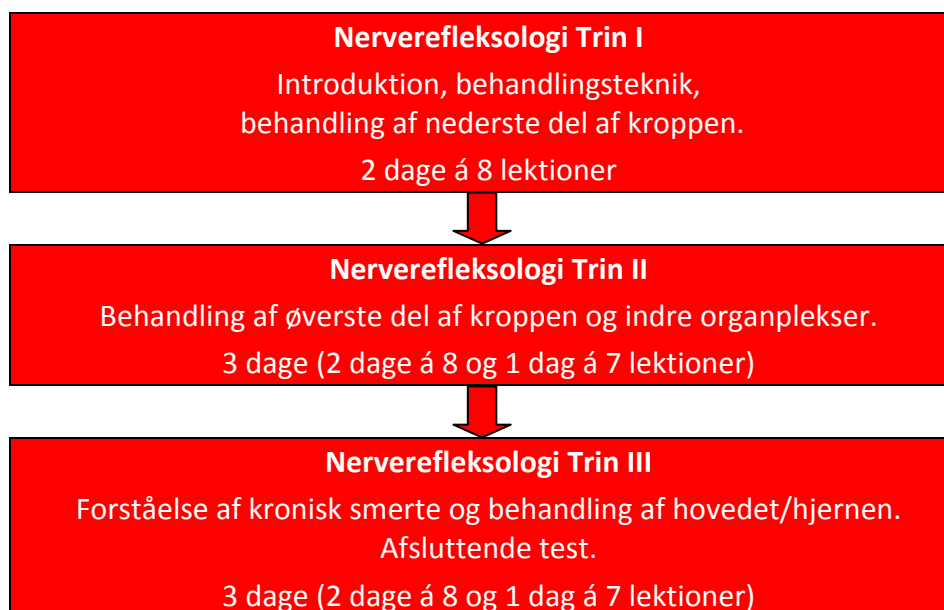 Nerverefleksologi Trin I
Introduktion, behandlingsteknik,
behandling af nederste del af kroppen.
2 dage á 8 lektioner
Nerverefleksologi Trin II
Behandling af øverste del af kroppen og indre organplekser.
3 dage (2 dage á 8 og 1 dag á 7 lektioner)
Nerverefleksologi Trin III
Forståelse af kronisk smerte og behandling af hovedet/hjernen.
Afsluttende test.
3 dage (2 dage á 8 og 1 dag á 7 lektioner)